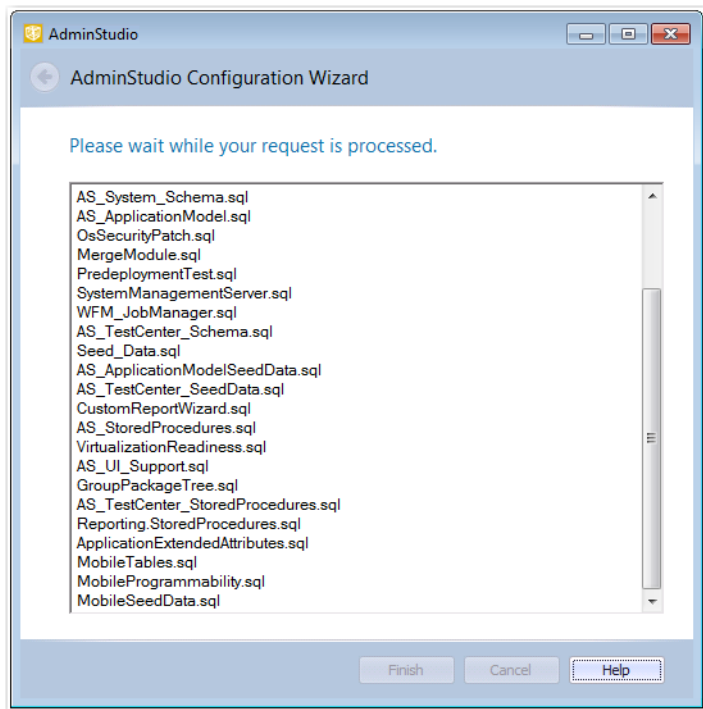 AdminStudio
AdminStudio Configuration Wizard
Please wait while your request is processed.
AS_System_Schema.sql
AS_ApplicationModel.sql
OsSecurityPatch.sql
MergeModule.sql
PredeploymentTest.sql
SystemManagementServer.sql
WFM_JobManager.sql
AS_TestCenter_Schema.sql
Seed_Data.sql
AS_ApplicationModelSeedData.sql
AS_TestCenter_SeedData.sql
CustomReportWizard.sql
AS_StoredProcedures.sql
VirtualizationReadiness.sql
AS_UI_Support.sql
GroupPackageTree.sql
AS_TestCenter_StoredProcedures.sql
Reporting.StoredProcedures.sql
ApplicationExtendedAttributes.sql
MobileTables.sql
MobileProgrammability.sql
MobileSeedData.sql
Finish Cancel Help